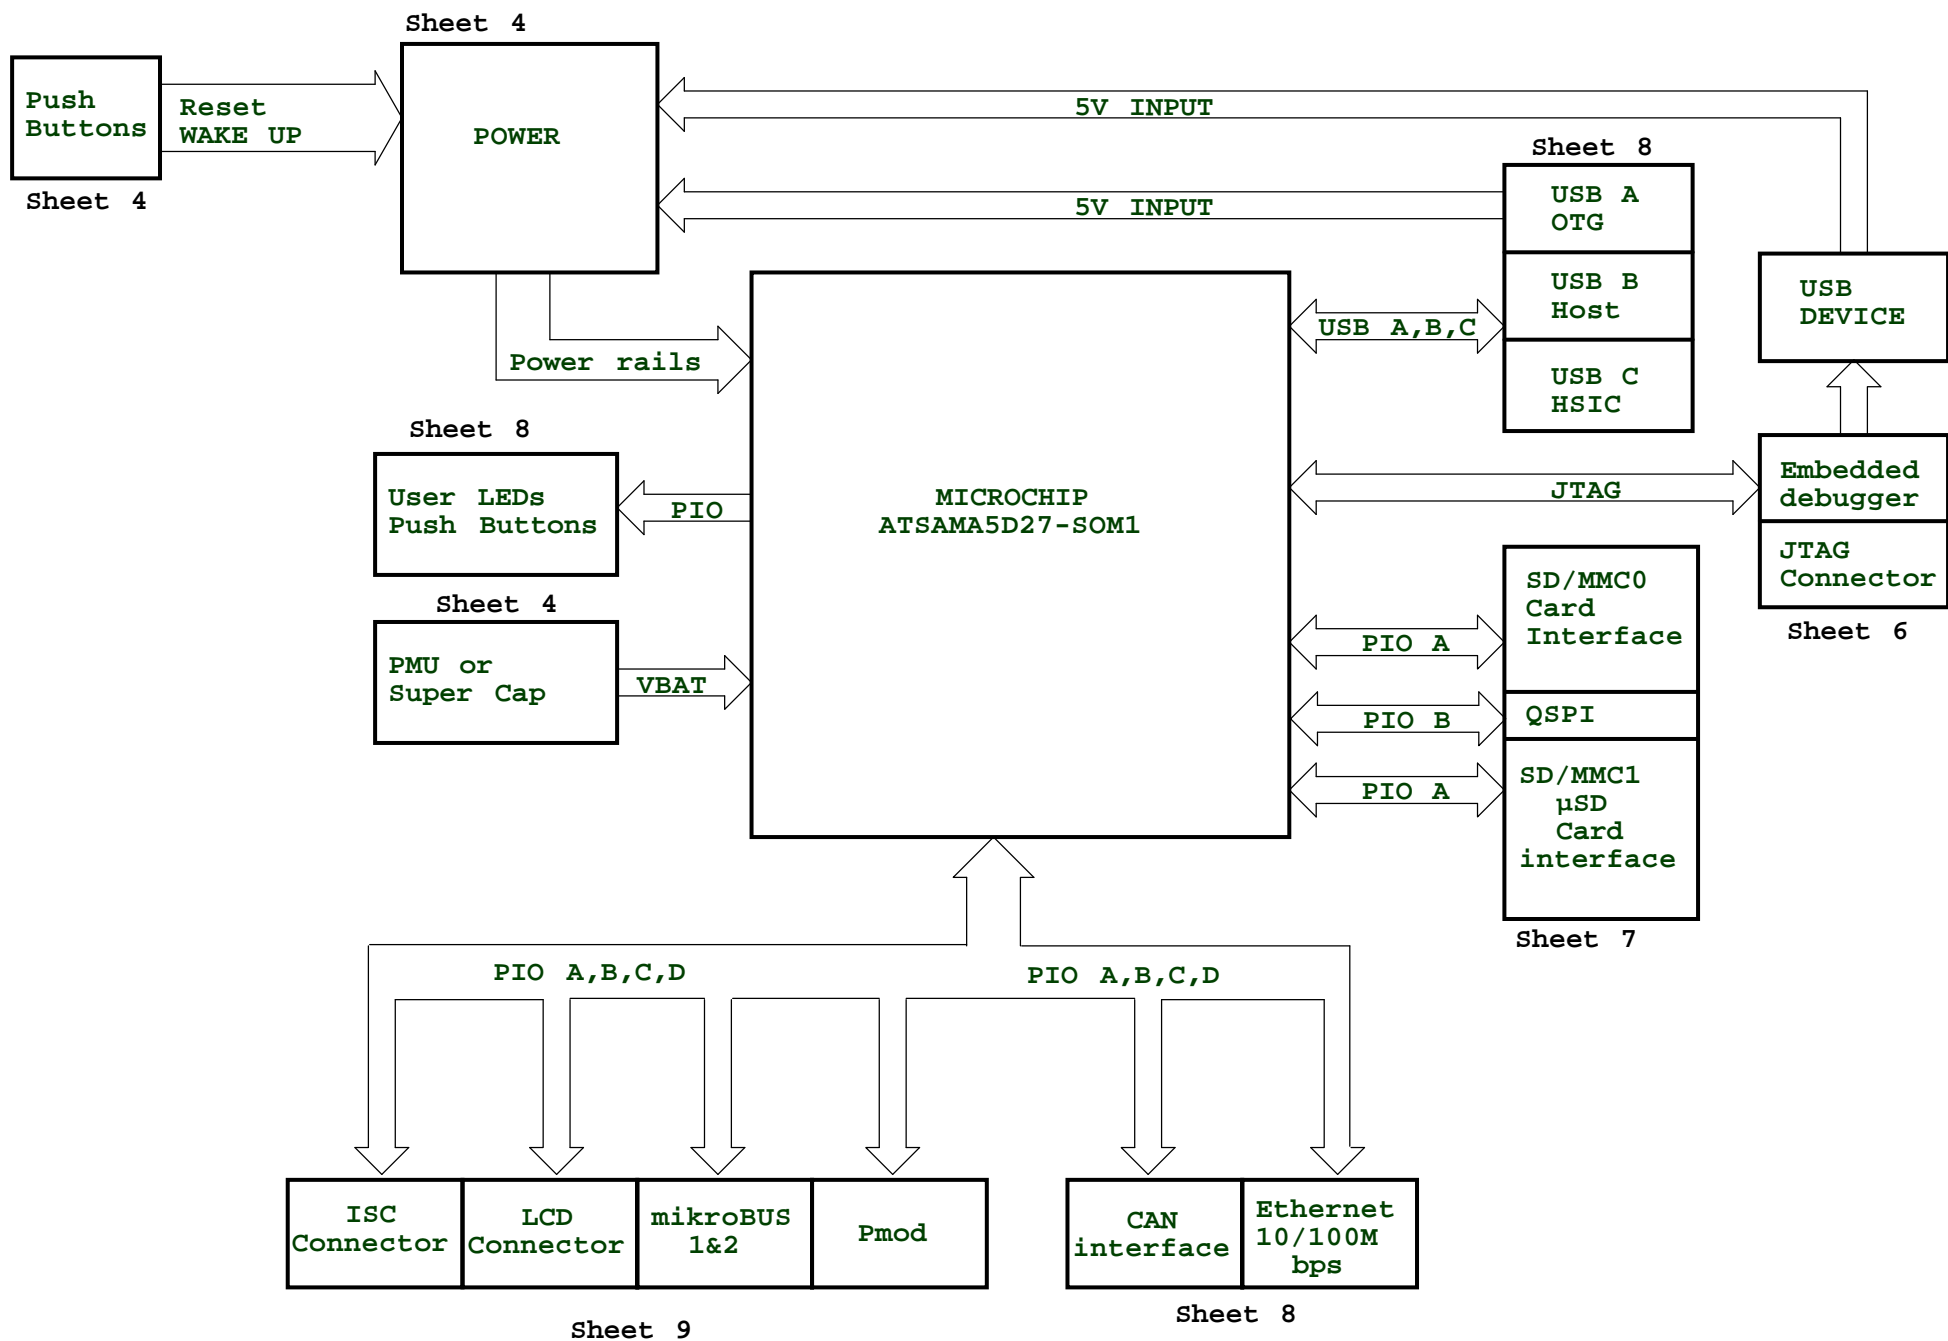 Sheet 4
Push
Buttons
Reset
WAKE UP
Sheet 4
POWER
5V INPUT
5V INPUT
Sheet 8
USB A
OTG
USB B
Host
USB C
HSIC
USB A,B,C
USB
DEVICE
Power rails
MICROCHIP
ATSAMA5D27-SOM1
Sheet 8
User LEDs
Push Buttons
PIO
JTAG
Embedded
debugger
JTAG
Connector
Sheet 6
Sheet 4
PMU or
Super Cap
VBAT
PIO A
SD/MMC0
Card
Interface
PIO B
QSPI
PIO A
SD/MMC1
µSD
Card
interface
Sheet 7
PIO A,B,C,D
PIO A,B,C,D
ISC
Connector
LCD
Connector
mikroBUS
1&2
Pmod
Sheet 9
CAN
interface
Ethernet
10/100M
bps
Sheet 8